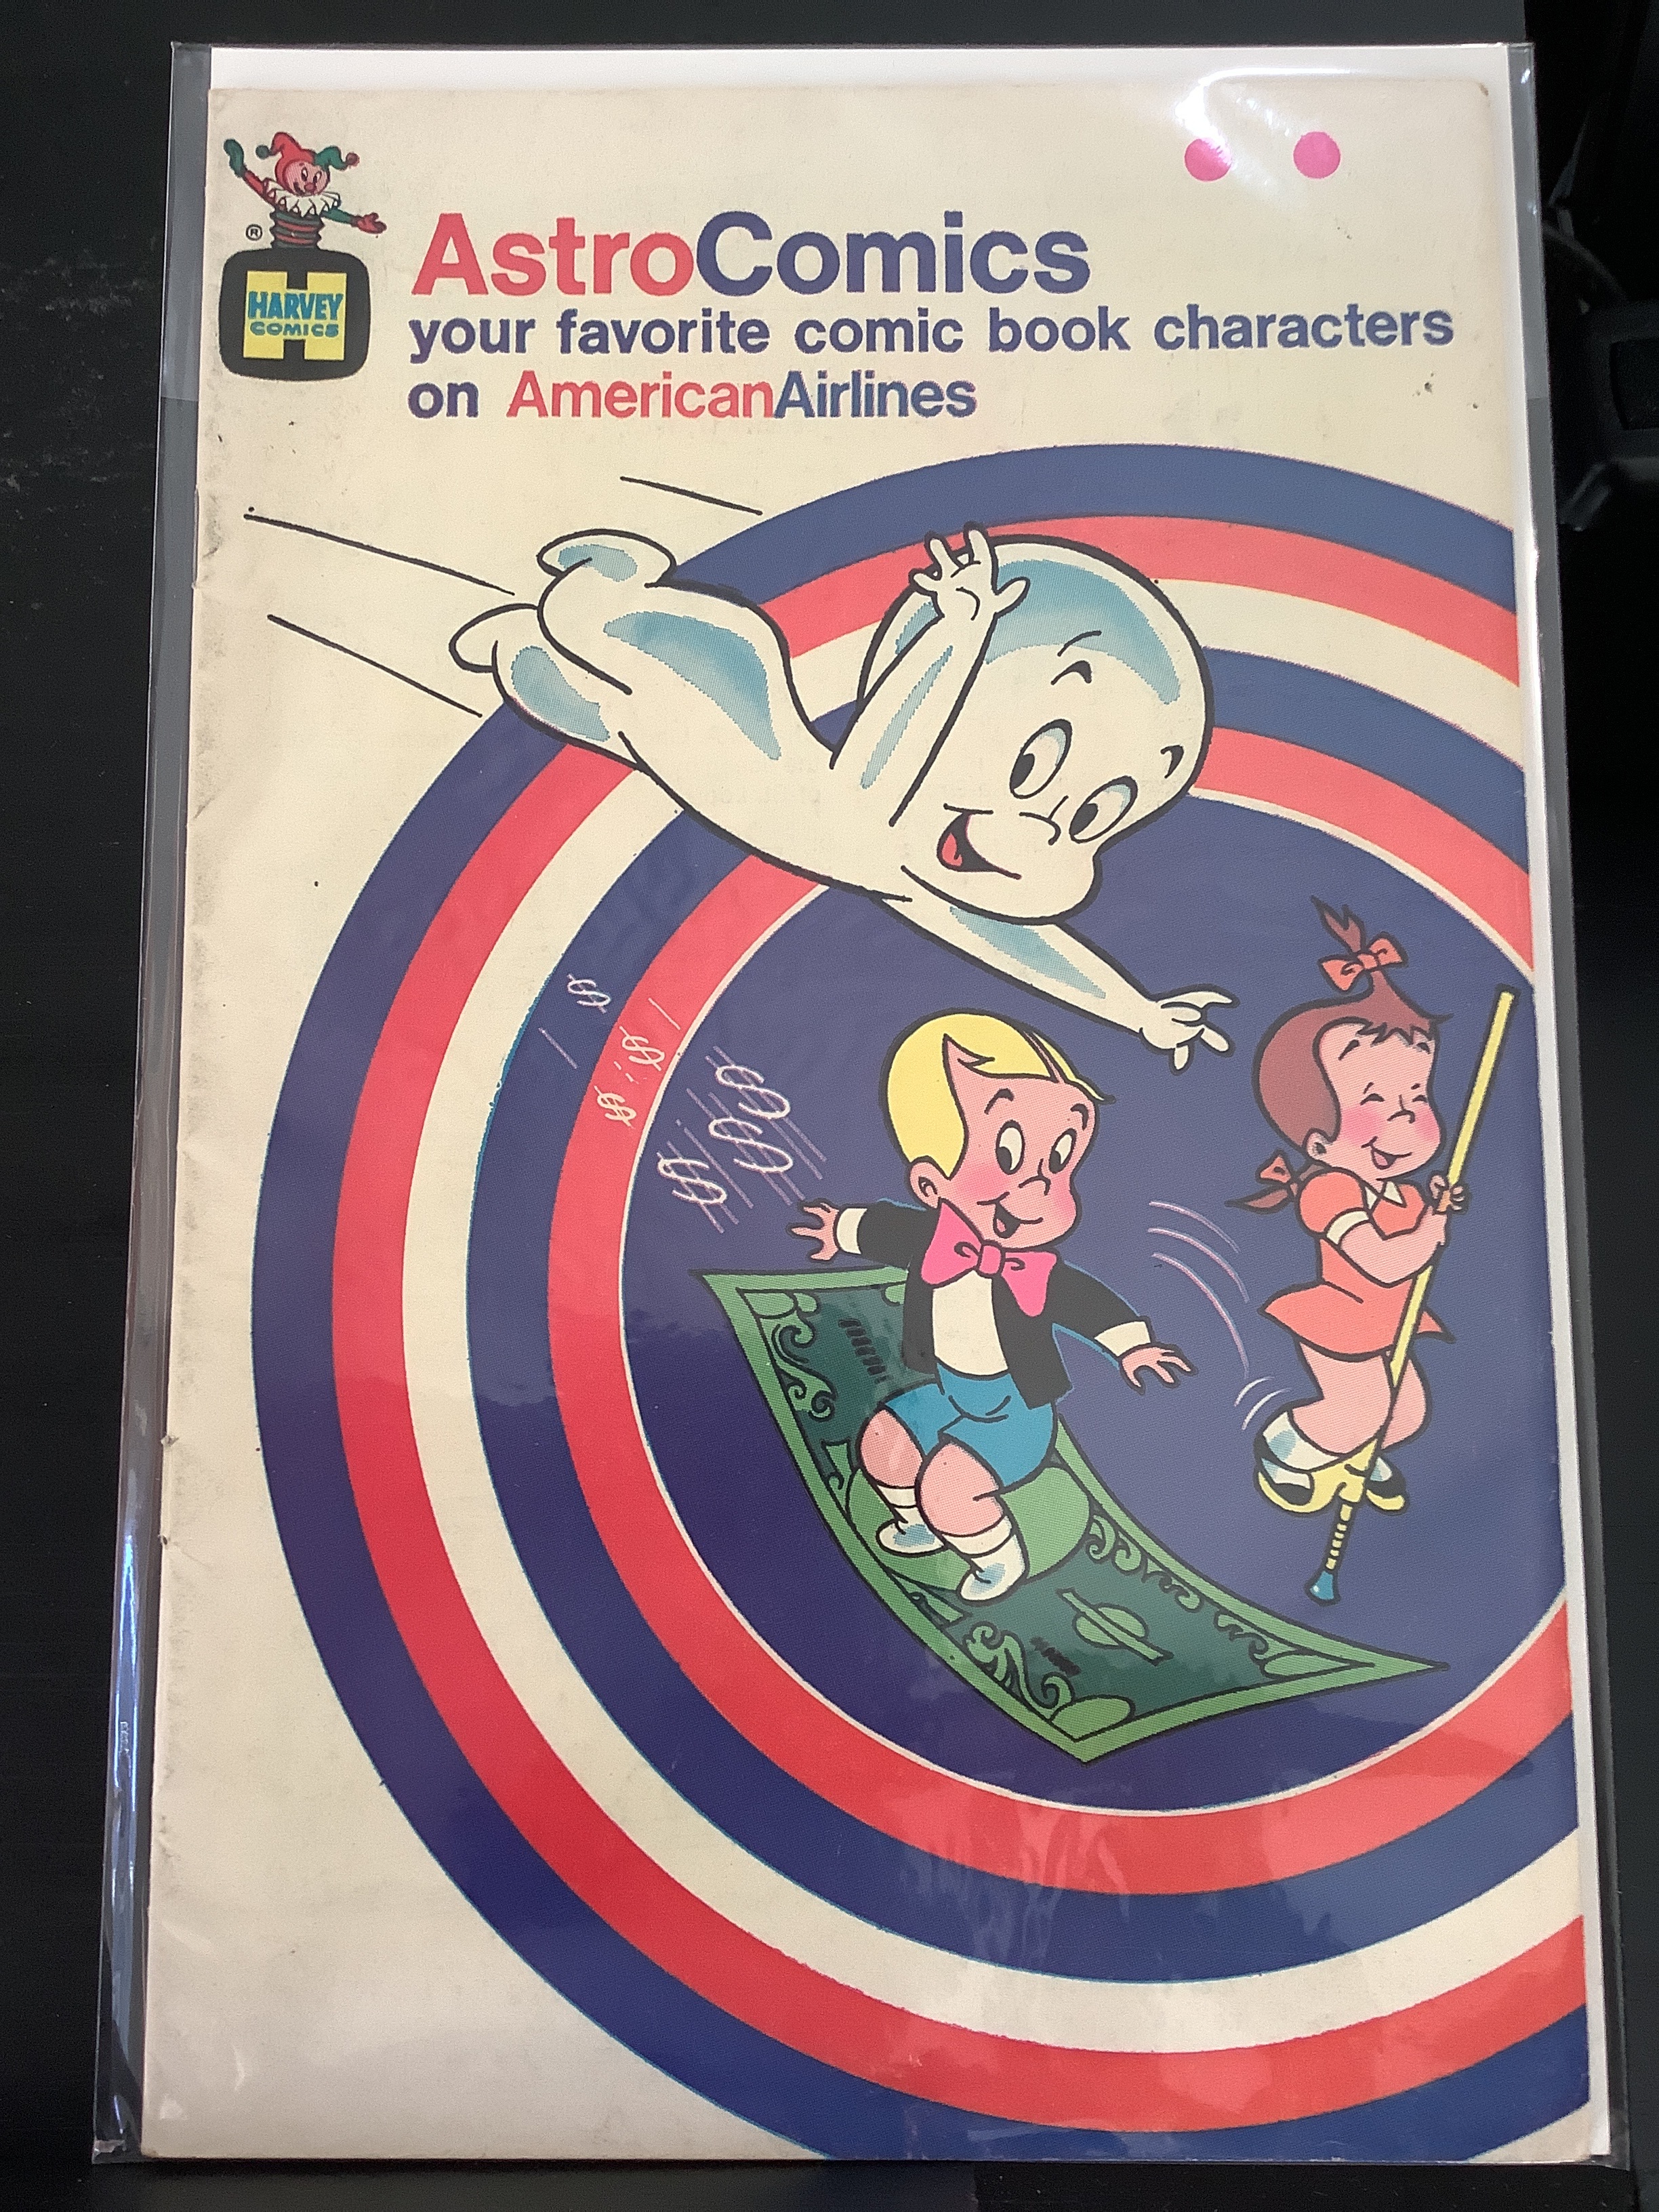 ®
HARVEY
COMICS
AstroComics
your favorite comic book characters
on AmericanAirlines
$ $ $
$ $ $